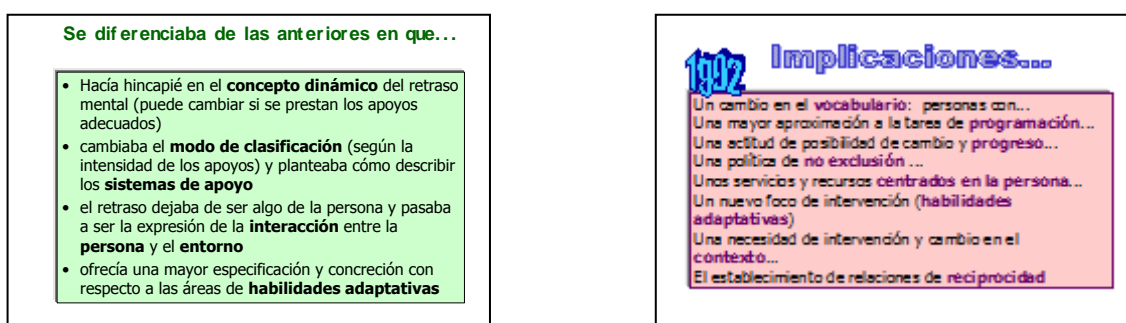 Se diferenciaba de las anteriores en que...
• Hacía hincapié en el concepto dinámico del retraso
mental (puede cambiar si se prestan los apoyos
adecuados)
• cambiaba el modo de clasificación (según la
intensidad de los apoyos) y planteaba cómo describir
los sistemas de apoyo
• el retraso dejaba de ser algo de la persona y pasaba
a ser la expresión de la interacción entre la
persona y el entorno
• ofrecía una mayor especificación y concreción con
respecto a las áreas de habilidades adaptativas
1992 Implicaciones...
Un cambio en el vocabulario: personas con...
Una mayor aproximación a la tarea de programación...
Una actitud de posibilidad de cambio y progreso...
Una política de no exclusión ...
Unos servicios y recursos centrados en la persona...
Un nuevo foco de intervención (habilidades
adaptativas)
Una necesidad de intervención y cambio en el
contexto...
El establecimiento de relaciones de reciprocidad